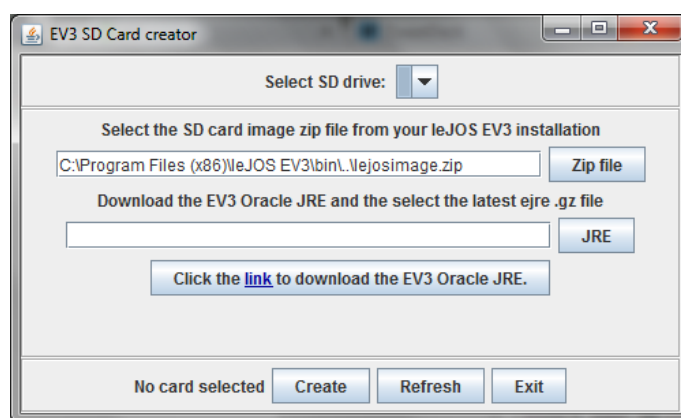 EV3 SD Card creator
Select SD drive:
Select the SD card image zip file from your leJOS EV3 installation
C:\Program Files (x86)\leJOS EV3\bin\..\lejosimage.zip Zip file
Download the EV3 Oracle JRE and the select the latest ejre .gz file
JRE
Click the link to download the EV3 Oracle JRE.
No card selected Create Refresh Exit